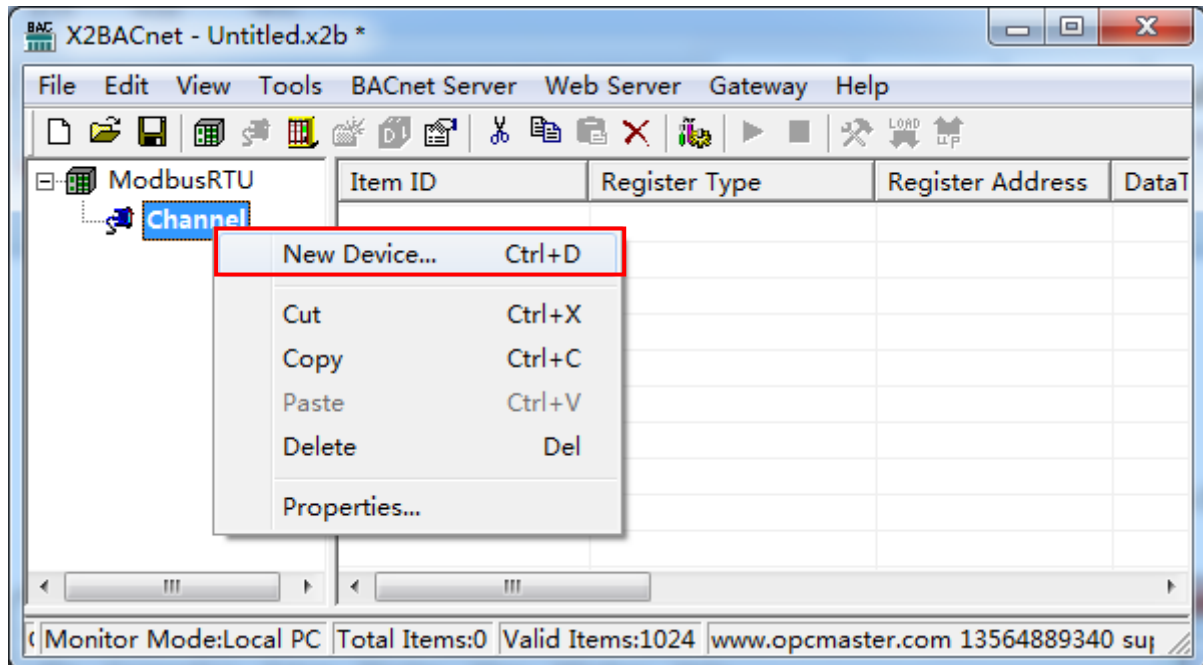 X2BACnet - Untitled.x2b *
File Edit View Tools BACnet Server Web Server Gateway Help
ModbusRTU Item ID Register Type Register Address DataT
Channel
New Device... Ctrl+D
Cut Ctrl+X
Copy Ctrl+C
Paste Ctrl+V
Delete Del
Properties...
Monitor Mode:Local PC Total Items:0 Valid Items:1024 www.opcmaster.com 13564889340